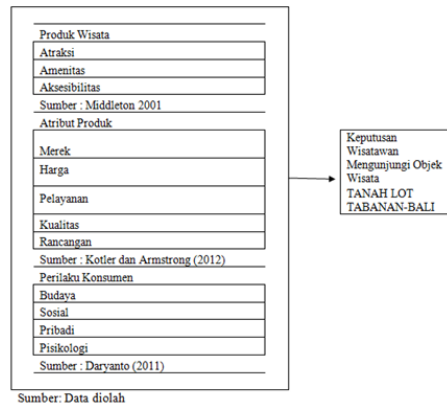 Produk Wisata
Atraksi
Amenitas
Aksesibilitas
Sumber : Middleton 2001
Atribut Produk
Merek
Harga
Pelayanan
Kualitas
Rancangan
Sumber : Kotler dan Armstrong (2012)
Perilaku Konsumen
Budaya
Sosial
Pribadi
Pisikologi
Sumber : Daryanto (2011)
Keputusan
Wisatawan
Mengunjungi Objek
Wisata
TANAH LOT
TABANAN-BALI
Sumber: Data diolah